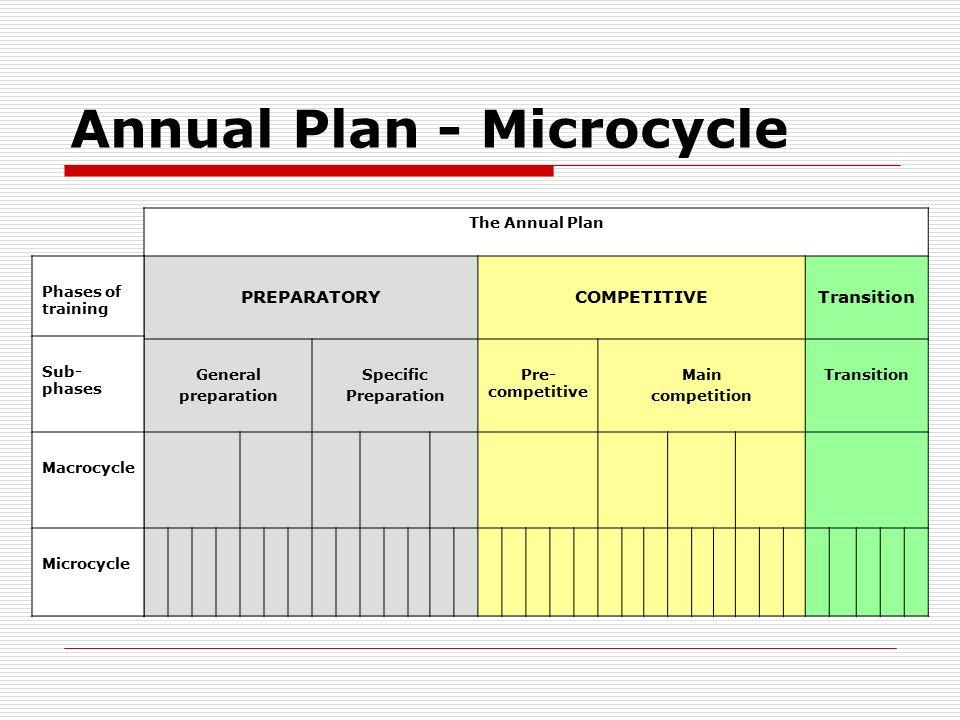 Annual Plan - Microcycle
The Annual Plan
Phases of
training
PREPARATORY
COMPETITIVE
Transition
Sub-
phases
General
preparation
Specific
Preparation
Pre-
competitive
Main
competition
Transition
Macrocycle
Microcycle